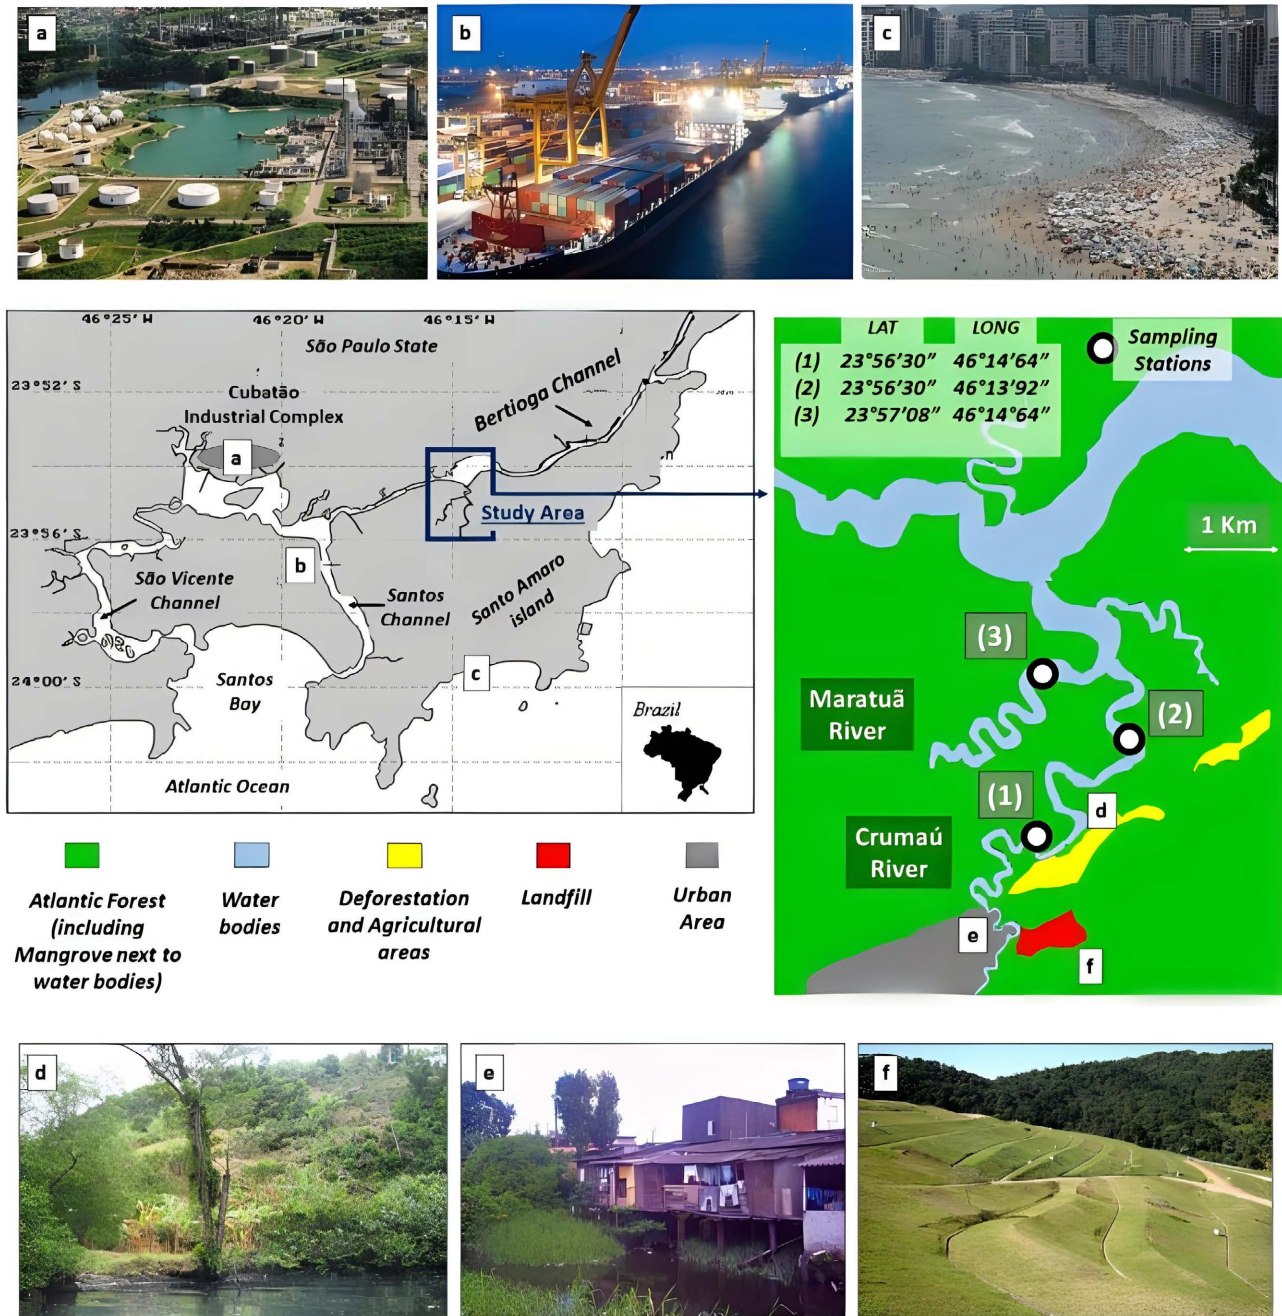 a
b
c
46°25' W
46°20' W
46°15' W
São Paulo State
23°52' S
Cubatão
Industrial Complex
Bertioga Channel
a
Study Area
23°56' S
b
São Vicente
Channel
Santos
Channel
Santo Amaro
island
24°00' S
Santos
Bay
c
Brazil
Atlantic Ocean
LAT LONG
(1) 23°56'30" 46°14'64"
(2) 23°56'30" 46°13'92"
(3) 23°57'08" 46°14°64"
Sampling
Stations
1 Km
(3)
Maratuã
River
(2)
(1)
d
Crumaú
River
e
f
Atlantic Forest
(including
Mangrove next to
water bodies)
Water
bodies
Deforestation
and Agricultural
areas
Landfill
Urban
Area
d
e
f